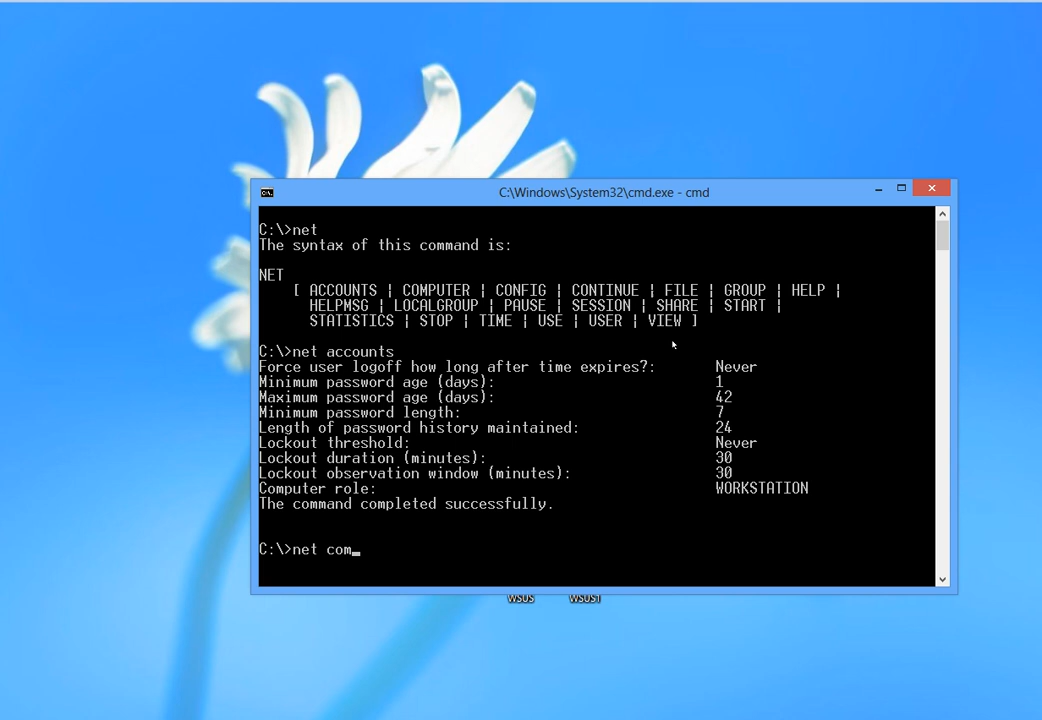 C:\Windows\System32\cmd.exe - cmd
C:\>net
The syntax of this command is:
NET
[ ACCOUNTS | COMPUTER | CONFIG | CONTINUE | FILE | GROUP | HELP |
HELPMSG | LOCALGROUP | PAUSE | SESSION | SHARE | START |
STATISTICS | STOP | TIME | USE | USER | VIEW ]
C:\>net accounts
Force user logoff how long after time expires?: Never
Minimum password age (days): 1
Maximum password age (days): 42
Minimum password length: 7
Length of password history maintained: 24
Lockout threshold: Never
Lockout duration (minutes): 30
Lockout observation window (minutes): 30
Computer role: WORKSTATION
The command completed successfully.
C:\>net com_
WSUS WSUS1